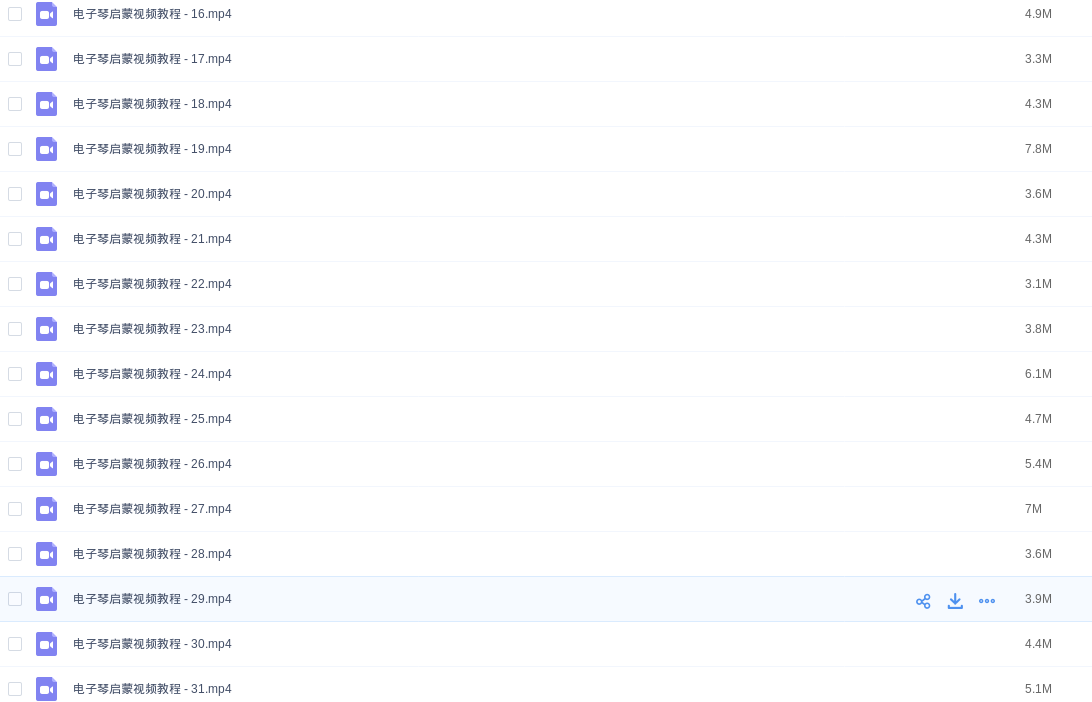 电子琴启蒙视频教程 - 16.mp4 4.9M
电子琴启蒙视频教程 - 17.mp4 3.3M
电子琴启蒙视频教程 - 18.mp4 4.3M
电子琴启蒙视频教程 - 19.mp4 7.8M
电子琴启蒙视频教程 - 20.mp4 3.6M
电子琴启蒙视频教程 - 21.mp4 4.3M
电子琴启蒙视频教程 - 22.mp4 3.1M
电子琴启蒙视频教程 - 23.mp4 3.8M
电子琴启蒙视频教程 - 24.mp4 6.1M
电子琴启蒙视频教程 - 25.mp4 4.7M
电子琴启蒙视频教程 - 26.mp4 5.4M
电子琴启蒙视频教程 - 27.mp4 7M
电子琴启蒙视频教程 - 28.mp4 3.6M
电子琴启蒙视频教程 - 29.mp4 3.9M
电子琴启蒙视频教程 - 30.mp4 4.4M
电子琴启蒙视频教程 - 31.mp4 5.1M